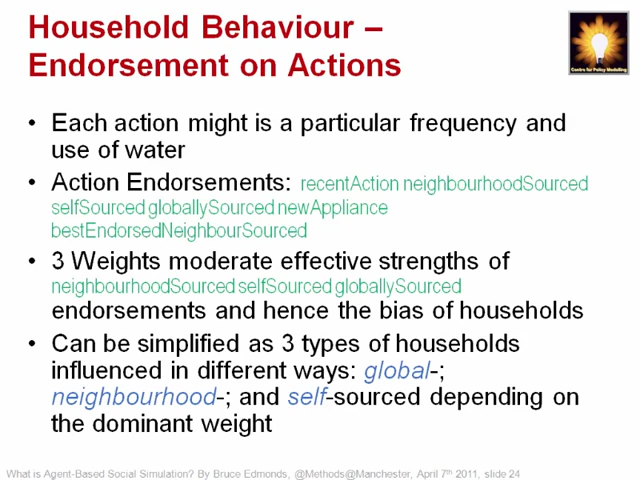 Household Behaviour –
Endorsement on Actions
Centre for Policy Modelling
• Each action might is a particular frequency and
use of water
• Action Endorsements: recentAction neighbourhoodSourced
selfSourced globallySourced newAppliance
bestEndorsedNeighbourSourced
• 3 Weights moderate effective strengths of
neighbourhoodSourced selfSourced globallySourced
endorsements and hence the bias of households
• Can be simplified as 3 types of households
influenced in different ways: global-;
neighbourhood-; and self-sourced depending on
the dominant weight
What is Agent-Based Social Simulation? By Bruce Edmonds, @Methods@Manchester, April 7th 2011, slide 24